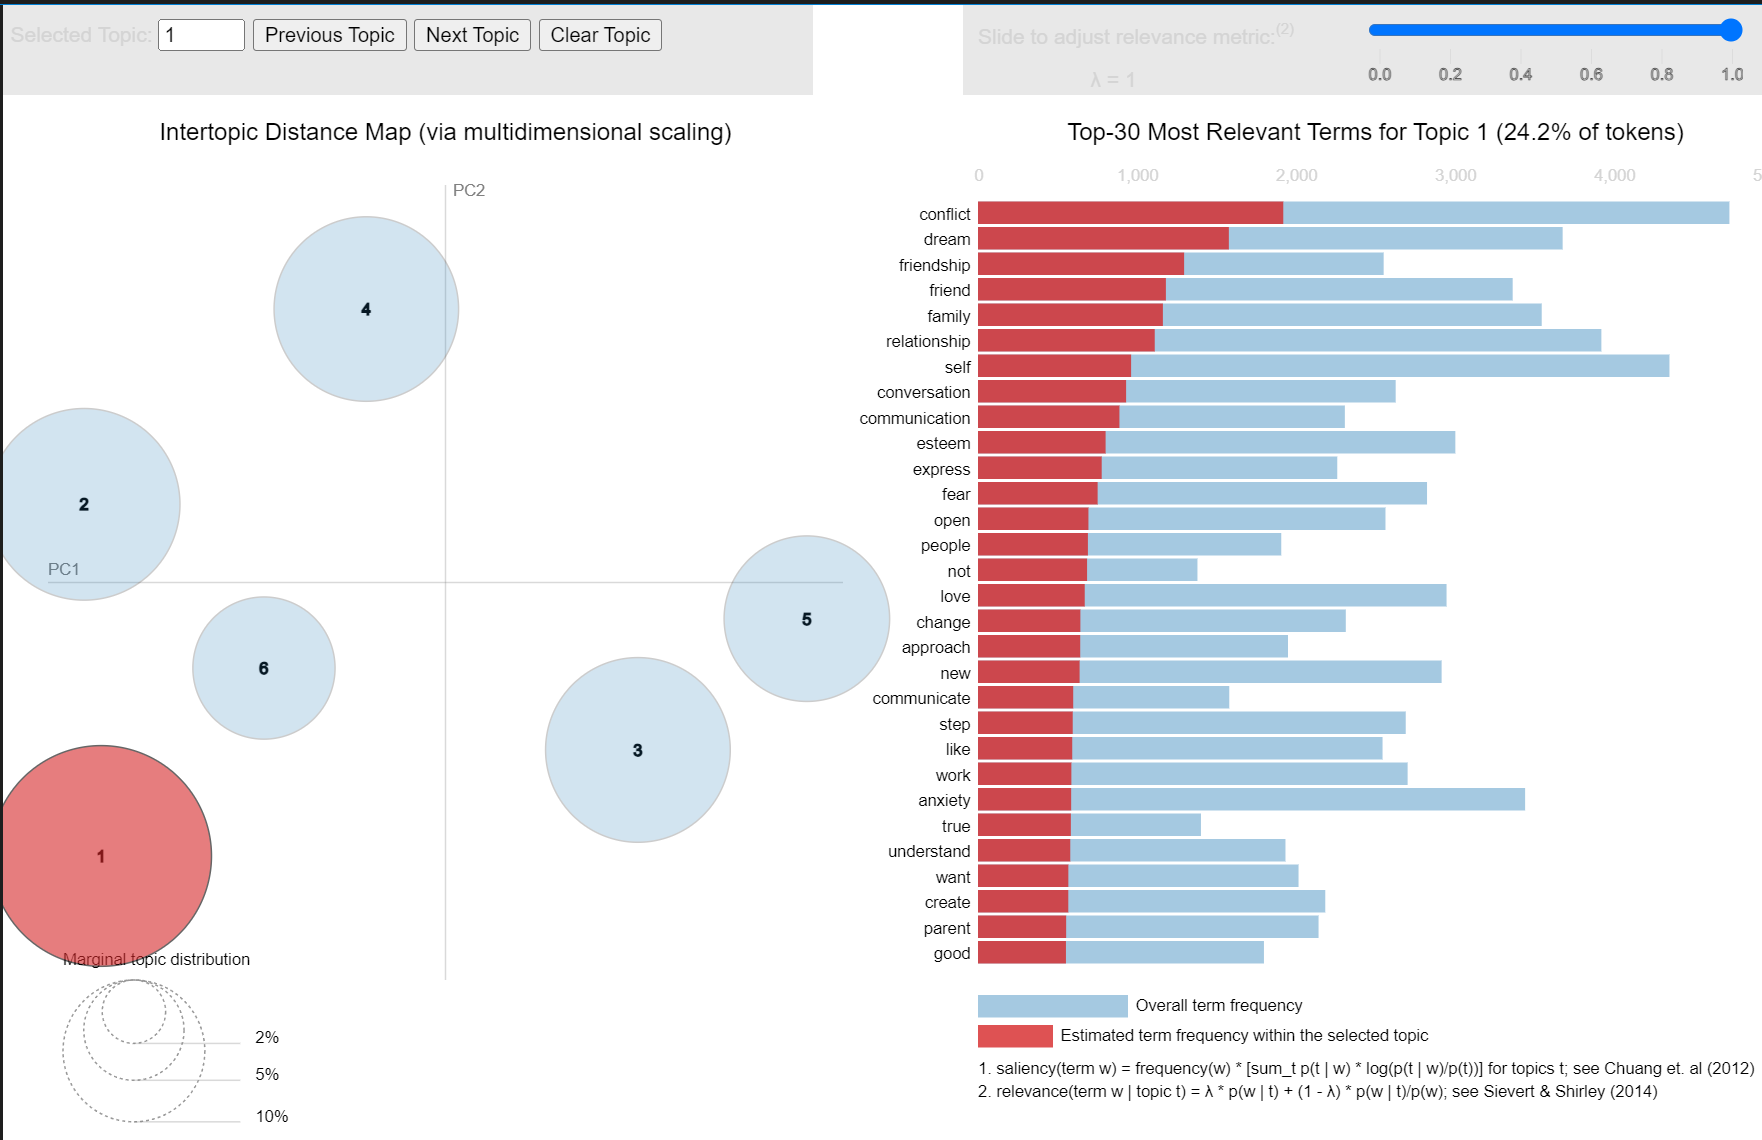 Selected Topic: 1 Previous Topic Next Topic Clear Topic
Slide to adjust relevance metric:(2)
λ = 1
0.0 0.2 0.4 0.6 0.8 1.0
Intertopic Distance Map (via multidimensional scaling)
PC2
PC1
4
2
5
6
3
1
Marginal topic distribution
2%
5%
10%
Top-30 Most Relevant Terms for Topic 1 (24.2% of tokens)
0 1,000 2,000 3,000 4,000 5
conflict
dream
friendship
friend
family
relationship
self
conversation
communication
esteem
express
fear
open
people
not
love
change
approach
new
communicate
step
like
work
anxiety
true
understand
want
create
parent
good
Overall term frequency
Estimated term frequency within the selected topic
1. saliency(term w) = frequency(w) * [sum_t p(t | w) * log(p(t | w)/p(t))] for topics t; see Chuang et. al (2012)
2. relevance(term w | topic t) = λ * p(w | t) + (1 - λ) * p(w | t)/p(w); see Sievert & Shirley (2014)